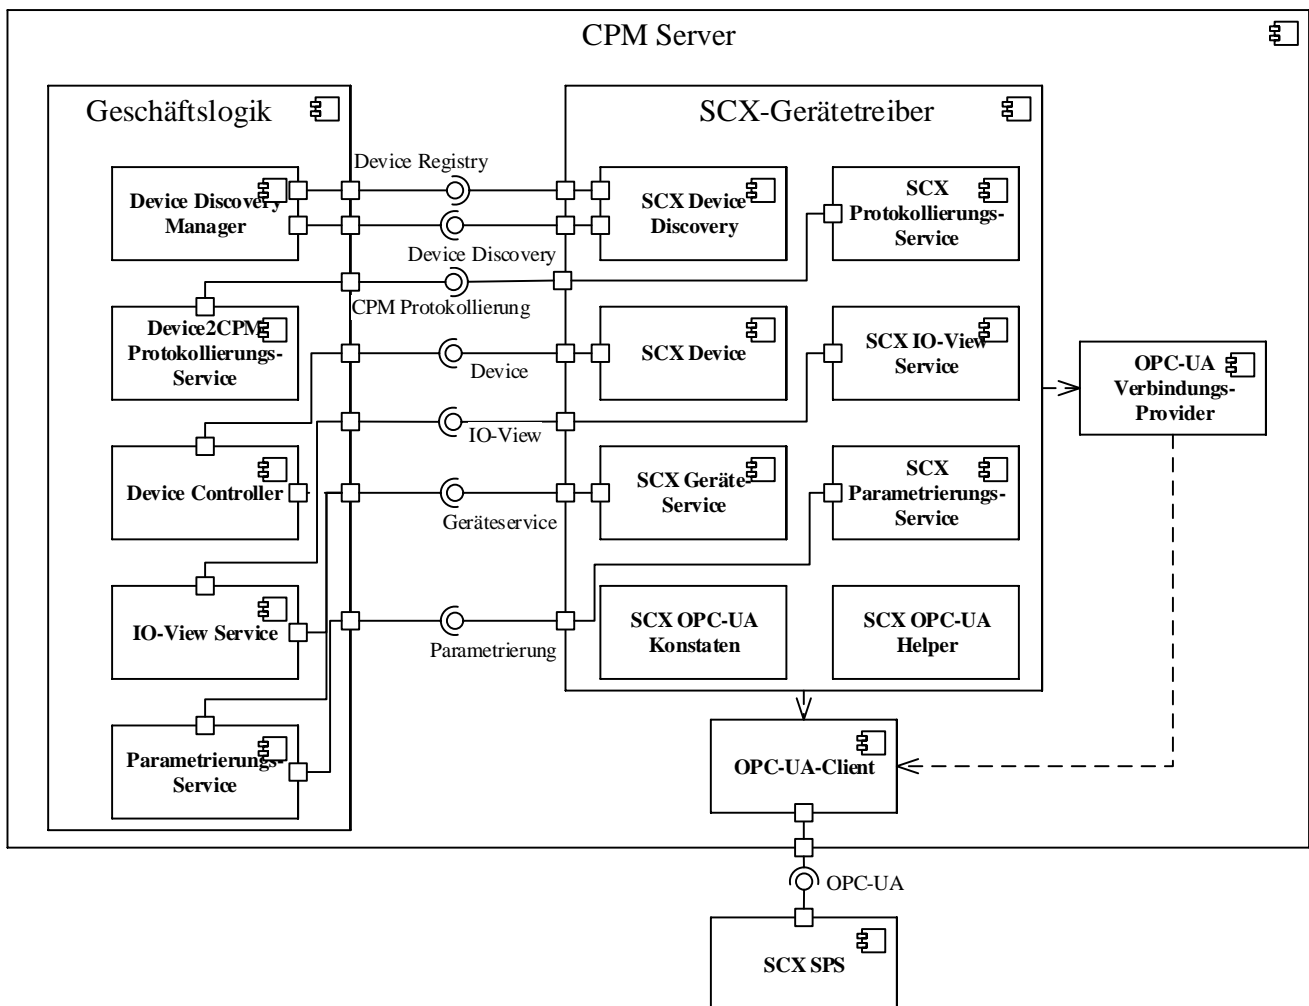 CPM Server
Geschäftslogik
SCX-Gerätetreiber
Device Registry
Device Discovery
Manager
SCX Device
Discovery
SCX
Protokollierungs-
Service
Device Discovery
CPM Protokollierung
Device2CPM
Protokollierungs-
Service
Device
SCX Device
SCX IO-View
Service
OPC-UA
Verbindungs-
Provider
IO-View
Device Controller
SCX Geräte-
Service
SCX
Parametrierungs-
Service
Geräteservice
IO-View Service
Parametrierung
SCX OPC-UA
Konstaten
SCX OPC-UA
Helper
Parametrierungs-
Service
OPC-UA-Client
OPC-UA
SCX SPS